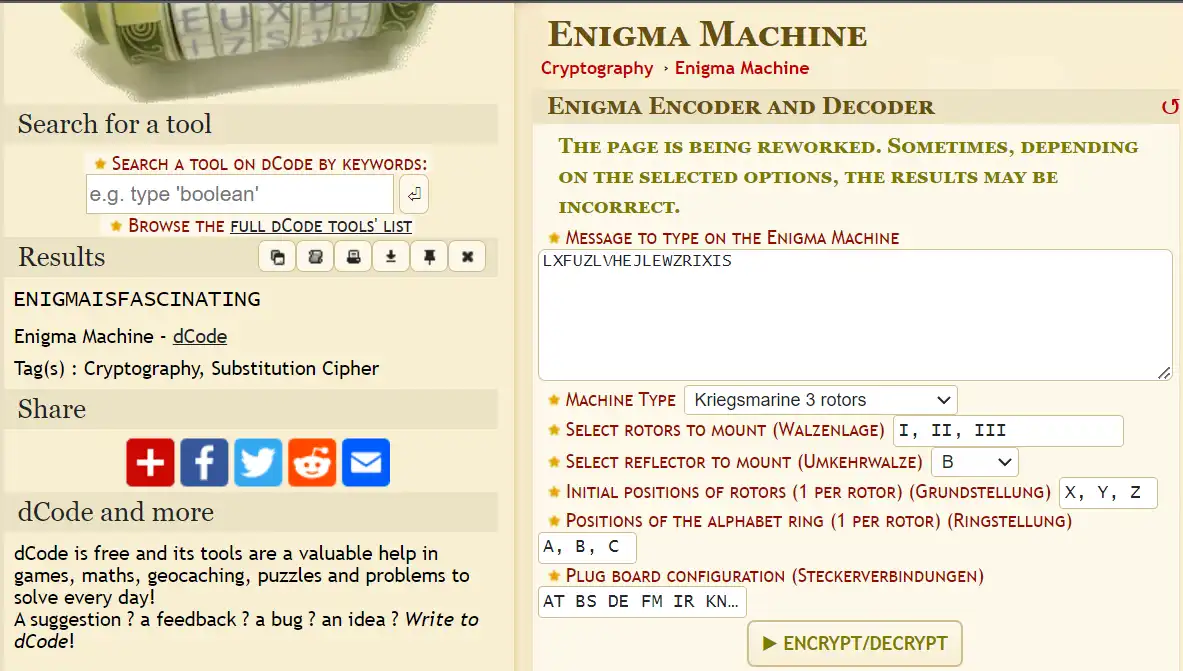 EUXPL
Search for a tool
Search a tool on dCode by keywords:
e.g. type 'boolean'
Browse the full dCode tools' list
Results
ENIGMAISFASCINATING
Enigma Machine - dCode
Tag(s) : Cryptography, Substitution Cipher
Share
dCode and more
dCode is free and its tools are a valuable help in
games, maths, geocaching, puzzles and problems to
solve every day!
A suggestion ? a feedback ? a bug ? an idea ? Write to
dCode!
Enigma Machine
Cryptography › Enigma Machine
Enigma Encoder and Decoder
The page is being reworked. Sometimes, depending
on the selected options, the results may be
incorrect.
Message to type on the Enigma Machine
LXFUZLVHEJLEWZRIXIS
Machine Type Kriegsmarine 3 rotors
Select rotors to mount (Walzenlage) I, II, III
Select reflector to mount (Umkehrwalze) B
Initial positions of rotors (1 per rotor) (Grundstellung) X, Y, Z
Positions of the alphabet ring (1 per rotor) (Ringstellung)
A, B, C
Plug board configuration (Steckerverbindungen)
AT BS DE FM IR KN…
► ENCRYPT/DECRYPT